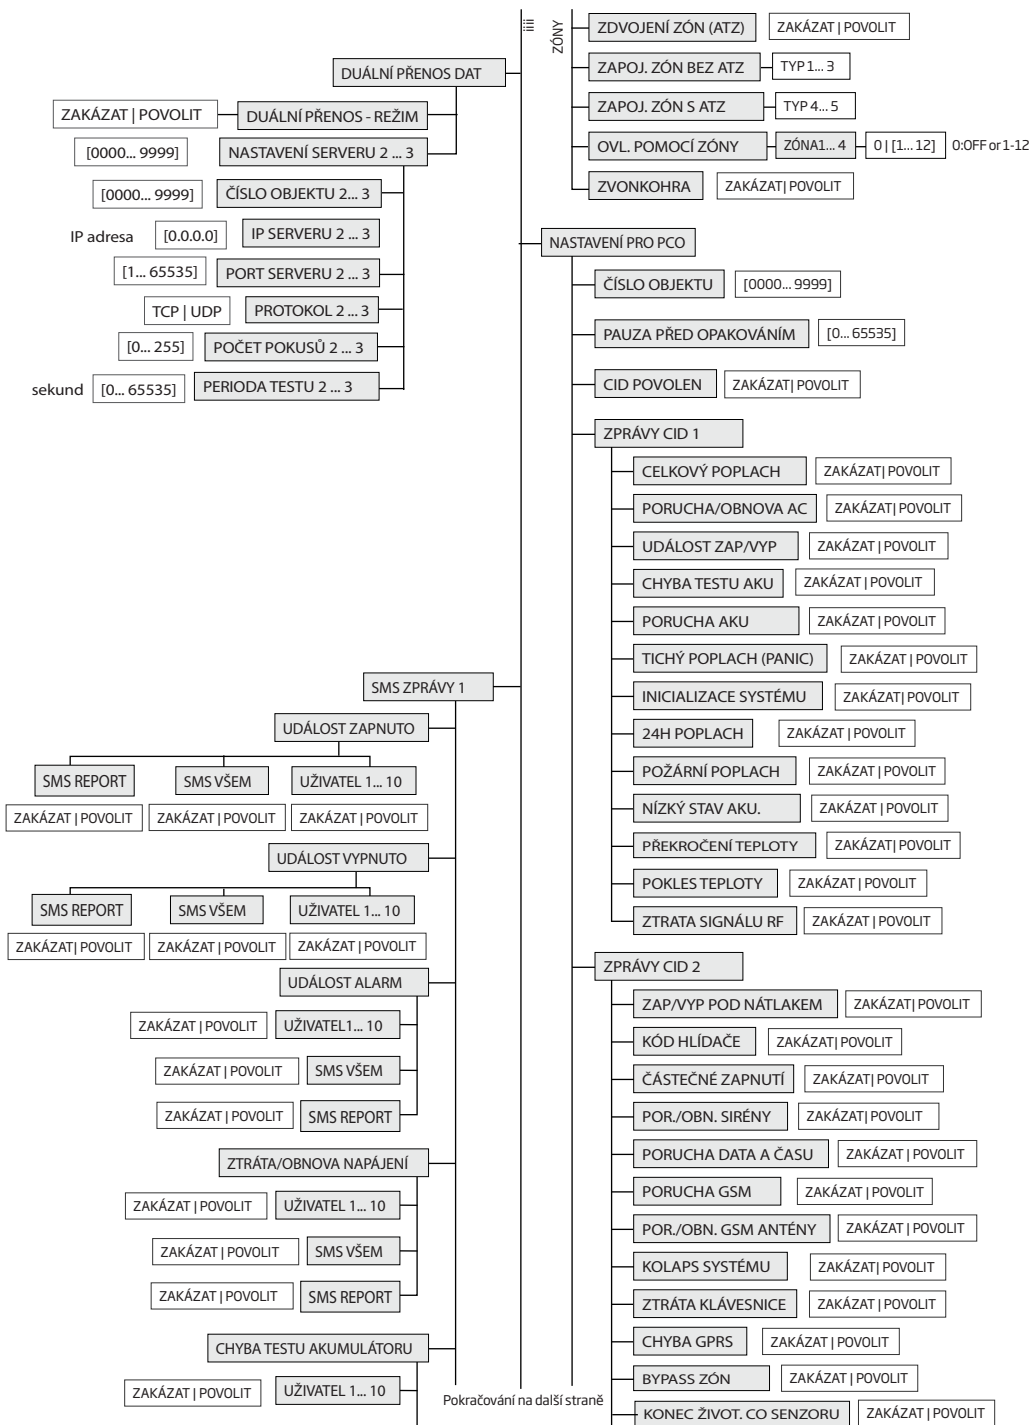 iiii
ZÓNY
ZDVOJENÍ ZÓN (ATZ) ZAKÁZAT | POVOLIT
ZAPOJ. ZÓN BEZ ATZ TYP 1... 3
ZAPOJ. ZÓN S ATZ TYP 4... 5
OVL. POMOCÍ ZÓNY ZÓNA1... 4 0 | [1... 12] 0:OFF or 1-12
ZVONKOHRA ZAKÁZAT| POVOLIT
DUÁLNÍ PŘENOS DAT
ZAKÁZAT | POVOLIT DUÁLNÍ PŘENOS - REŽIM
[0000... 9999] NASTAVENÍ SERVERU 2 ... 3
[0000... 9999] ČÍSLO OBJEKTU 2... 3
IP adresa [0.0.0.0] IP SERVERU 2 ... 3
[1... 65535] PORT SERVERU 2 ... 3
TCP | UDP PROTOKOL 2 ... 3
[0... 255] POČET POKUSŮ 2 ... 3
sekund [0... 65535] PERIODA TESTU 2 ... 3
NASTAVENÍ PRO PCO
ČÍSLO OBJEKTU [0000... 9999]
PAUZA PŘED OPAKOVÁNÍM [0... 65535]
CID POVOLEN ZAKÁZAT| POVOLIT
ZPRÁVY CID 1
CELKOVÝ POPLACH ZAKÁZAT| POVOLIT
PORUCHA/OBNOVA AC ZAKÁZAT| POVOLIT
UDÁLOST ZAP/VYP ZAKÁZAT | POVOLIT
CHYBA TESTU AKU ZAKÁZAT | POVOLIT
PORUCHA AKU ZAKÁZAT | POVOLIT
TICHÝ POPLACH (PANIC) ZAKÁZAT | POVOLIT
INICIALIZACE SYSTÉMU ZAKÁZAT| POVOLIT
24H POPLACH ZAKÁZAT | POVOLIT
POŽÁRNÍ POPLACH ZAKÁZAT | POVOLIT
NÍZKÝ STAV AKU. ZAKÁZAT | POVOLIT
PŘEKROČENÍ TEPLOTY ZAKÁZAT| POVOLIT
POKLES TEPLOTY ZAKÁZAT | POVOLIT
ZTRATA SIGNÁLU RF ZAKÁZAT | POVOLIT
SMS ZPRÁVY 1
UDÁLOST ZAPNUTO
SMS REPORT SMS VŠEM UŽIVATEL 1... 10
ZAKÁZAT | POVOLIT ZAKÁZAT | POVOLIT ZAKÁZAT | POVOLIT
UDÁLOST VYPNUTO
SMS REPORT SMS VŠEM UŽIVATEL 1... 10
ZAKÁZAT| POVOLIT ZAKÁZAT | POVOLIT ZAKÁZAT | POVOLIT
UDÁLOST ALARM
ZAKÁZAT | POVOLIT UŽIVATEL1... 10
ZAKÁZAT | POVOLIT SMS VŠEM
ZAKÁZAT | POVOLIT SMS REPORT
ZTRÁTA/OBNOVA NAPÁJENÍ
ZAKÁZAT | POVOLIT UŽIVATEL 1... 10
ZAKÁZAT | POVOLIT SMS VŠEM
ZAKÁZAT | POVOLIT SMS REPORT
CHYBA TESTU AKUMULÁTORU
ZAKÁZAT | POVOLIT UŽIVATEL 1... 10
ZPRÁVY CID 2
ZAP/VYP POD NÁTLAKEM ZAKÁZAT | POVOLIT
KÓD HLÍDAČE ZAKÁZAT | POVOLIT
ČÁSTEČNÉ ZAPNUTÍ ZAKÁZAT| POVOLIT
POR./OBN. SIRÉNY ZAKÁZAT | POVOLIT
PORUCHA DATA A ČASU ZAKÁZAT | POVOLIT
PORUCHA GSM ZAKÁZAT | POVOLIT
POR./OBN. GSM ANTÉNY ZAKÁZAT | POVOLIT
KOLAPS SYSTÉMU ZAKÁZAT| POVOLIT
ZTRÁTA KLÁVESNICE ZAKÁZAT | POVOLIT
CHYBA GPRS ZAKÁZAT| POVOLIT
BYPASS ZÓN ZAKÁZAT | POVOLIT
KONEC ŽIVOT. CO SENZORU ZAKÁZAT | POVOLIT
Pokračování na další straně